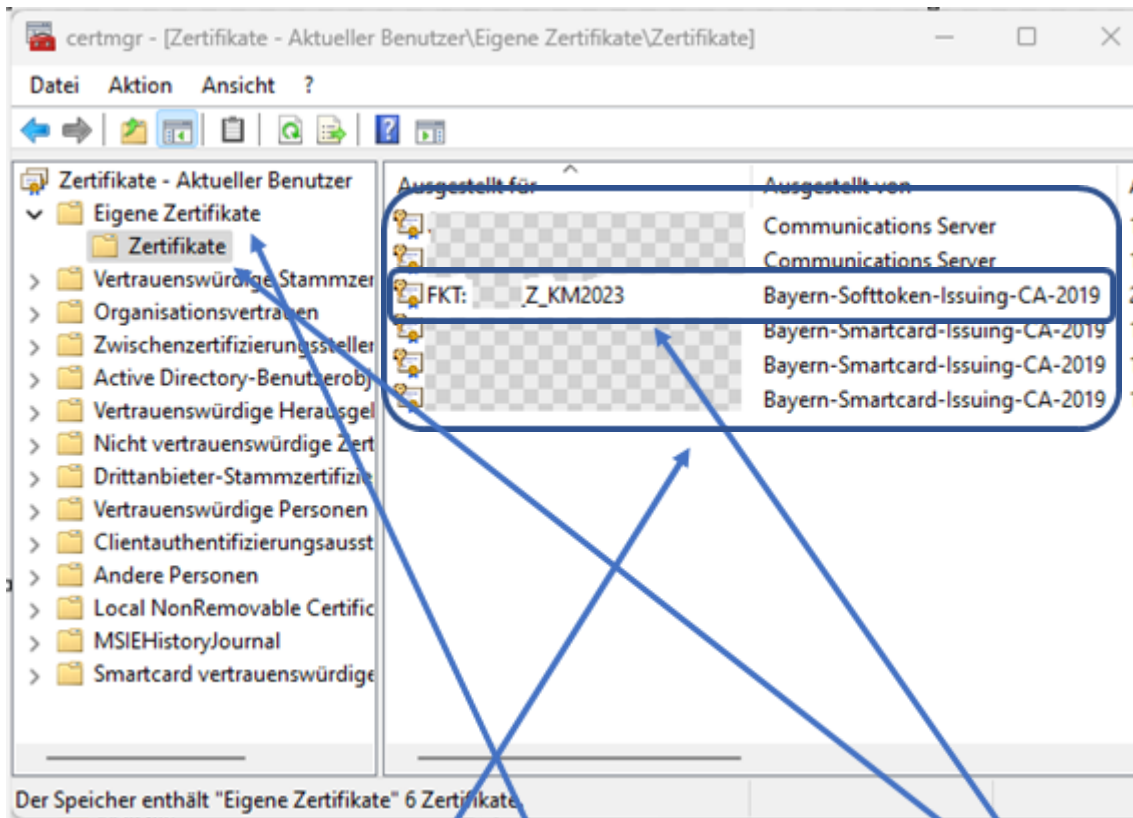 certmgr - [Zertifikate - Aktueller Benutzer\Eigene Zertifikate\Zertifikate]
Datei Aktion Ansicht ?
Zertifikate - Aktueller Benutzer
Eigene Zertifikate
Zertifikate
Vertrauenswürdige Stammzer
Organisationsvertrauen
Zwischenzertifizierungssteller
Active Directory-Benutzerobj
Vertrauenswürdige Herausgel
Nicht vertrauenswürdige Zert
Drittanbieter-Stammzertifizie
Vertrauenswürdige Personen
Clientauthentifizierungsausst
Andere Personen
Local NonRemovable Certific
MSIEHistoryJournal
Smartcard vertrauenswürdige
Ausgestellt für Ausgestellt von
Communications Server
Communications Server
FKT: _Z_KM2023 Bayern-Softtoken-Issuing-CA-2019
Bayern-Smartcard-Issuing-CA-2019
Bayern-Smartcard-Issuing-CA-2019
Bayern-Smartcard-Issuing-CA-2019
Der Speicher enthält "Eigene Zertifikate" 6 Zertifikate.